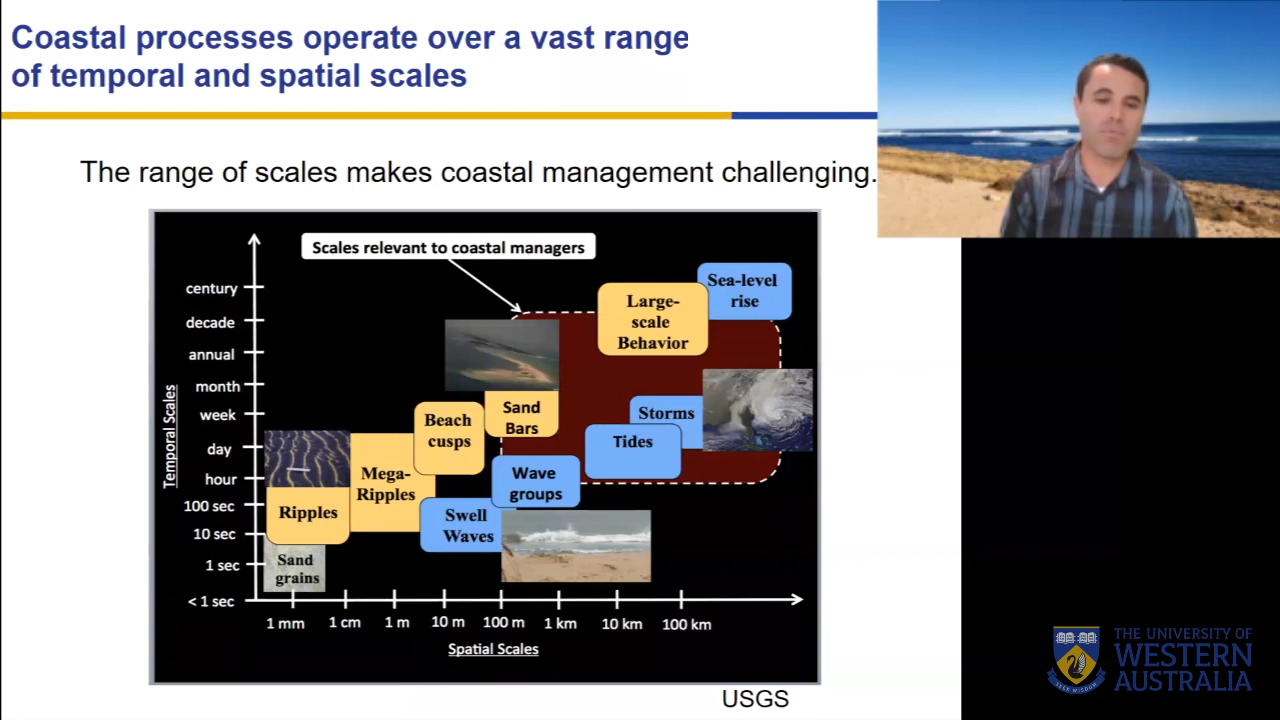 Coastal processes operate over a vast range
of temporal and spatial scales
The range of scales makes coastal management challenging.
Scales relevant to coastal managers
Sea-level
rise
Large-
scale
Behavior
century
decade
annual
month
week
day
hour
100 sec
10 sec
1 sec
< 1 sec
Temporal Scales
Storms
Tides
Sand
Bars
Beach
cusps
Wave
groups
Mega-
Ripples
Swell
Waves
Ripples
Sand
grains
1 mm
1 cm
1 m
10 m
100 m
1 km
10 km
100 km
Spatial Scales
USGS
THE UNIVERSITY OF
WESTERN
AUSTRALIA
SEEK WISDOM